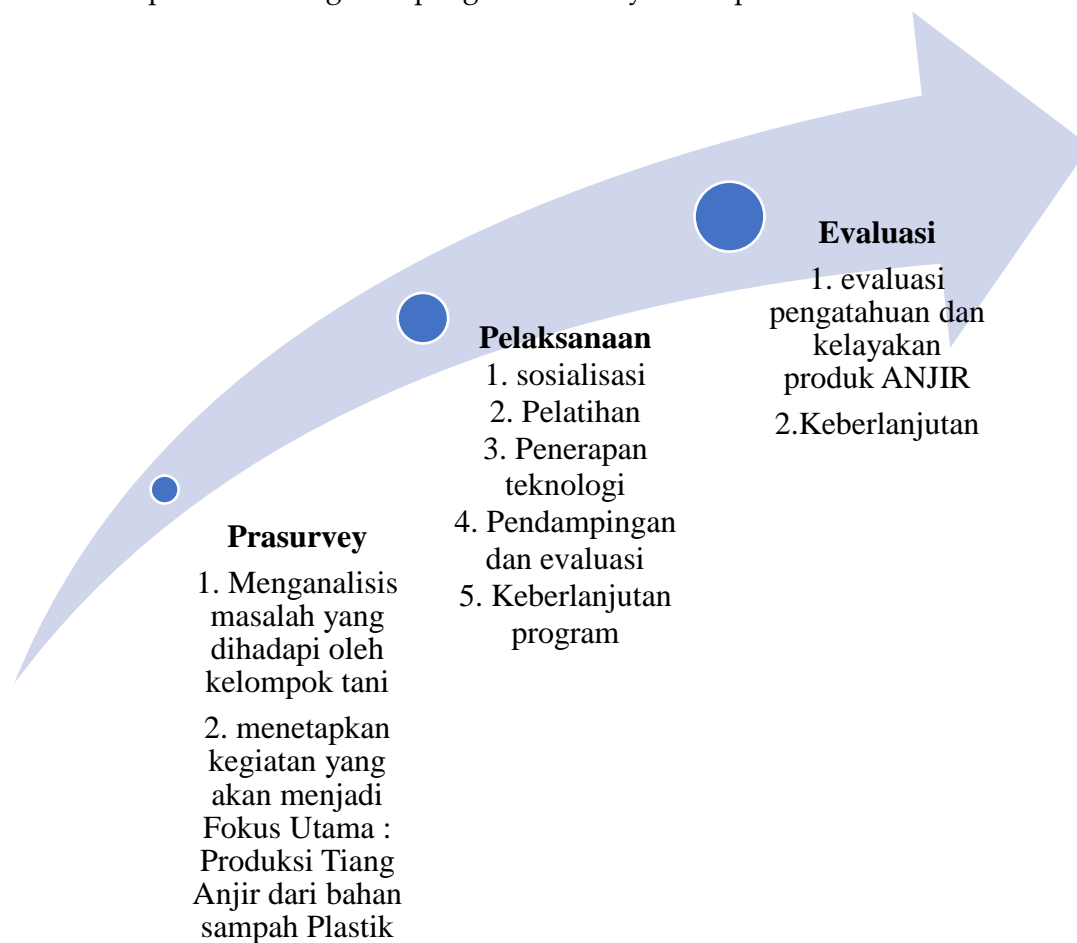 Prasurvey
1. Menganalisis
masalah yang
dihadapi oleh
kelompok tani
2. menetapkan
kegiatan yang
akan menjadi
Fokus Utama :
Produksi Tiang
Anjir dari bahan
sampah Plastik
Pelaksanaan
1. sosialisasi
2. Pelatihan
3. Penerapan
teknologi
4. Pendampingan
dan evaluasi
5. Keberlanjutan
program
Evaluasi
1. evaluasi
pengatahuan dan
kelayakan
produk ANJIR
2.Keberlanjutan